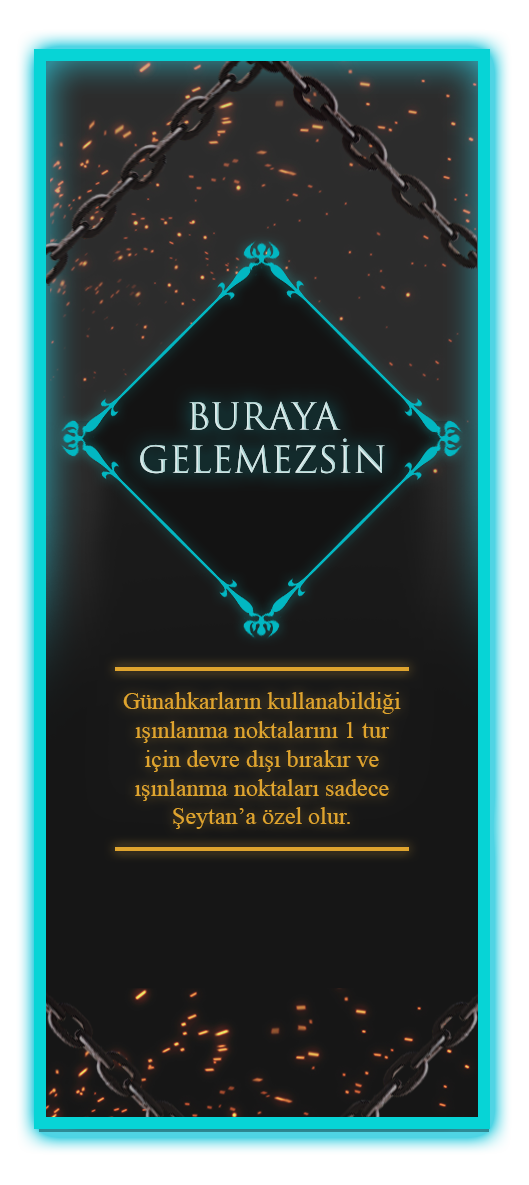 BURAYA
GELEMEZSİN
Günahkarların kullanabildiği
ışınlanma noktalarını 1 tur
için devre dışı bırakır ve
ışınlanma noktaları sadece
Şeytan’a özel olur.